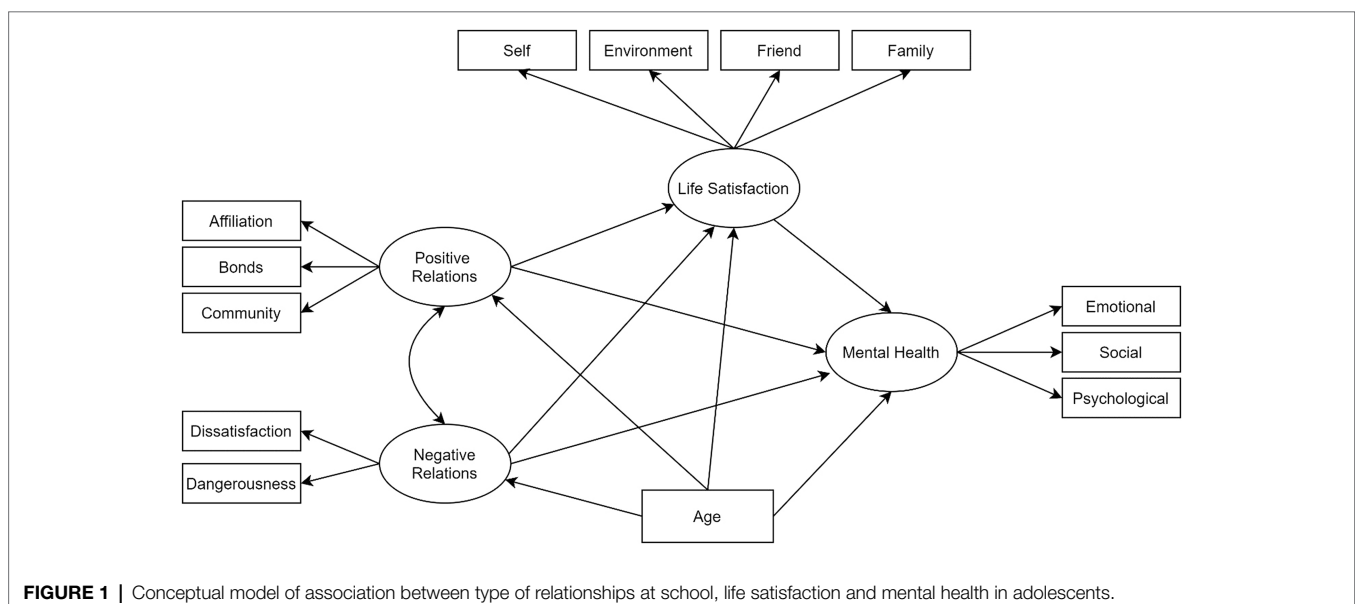 Self
Environment
Friend
Family
Life Satisfaction
Affiliation
Bonds
Community
Positive
Relations
Mental Health
Emotional
Social
Psychological
Dissatisfaction
Dangerousness
Negative
Relations
Age
FIGURE 1 | Conceptual model of association between type of relationships at school, life satisfaction and mental health in adolescents.